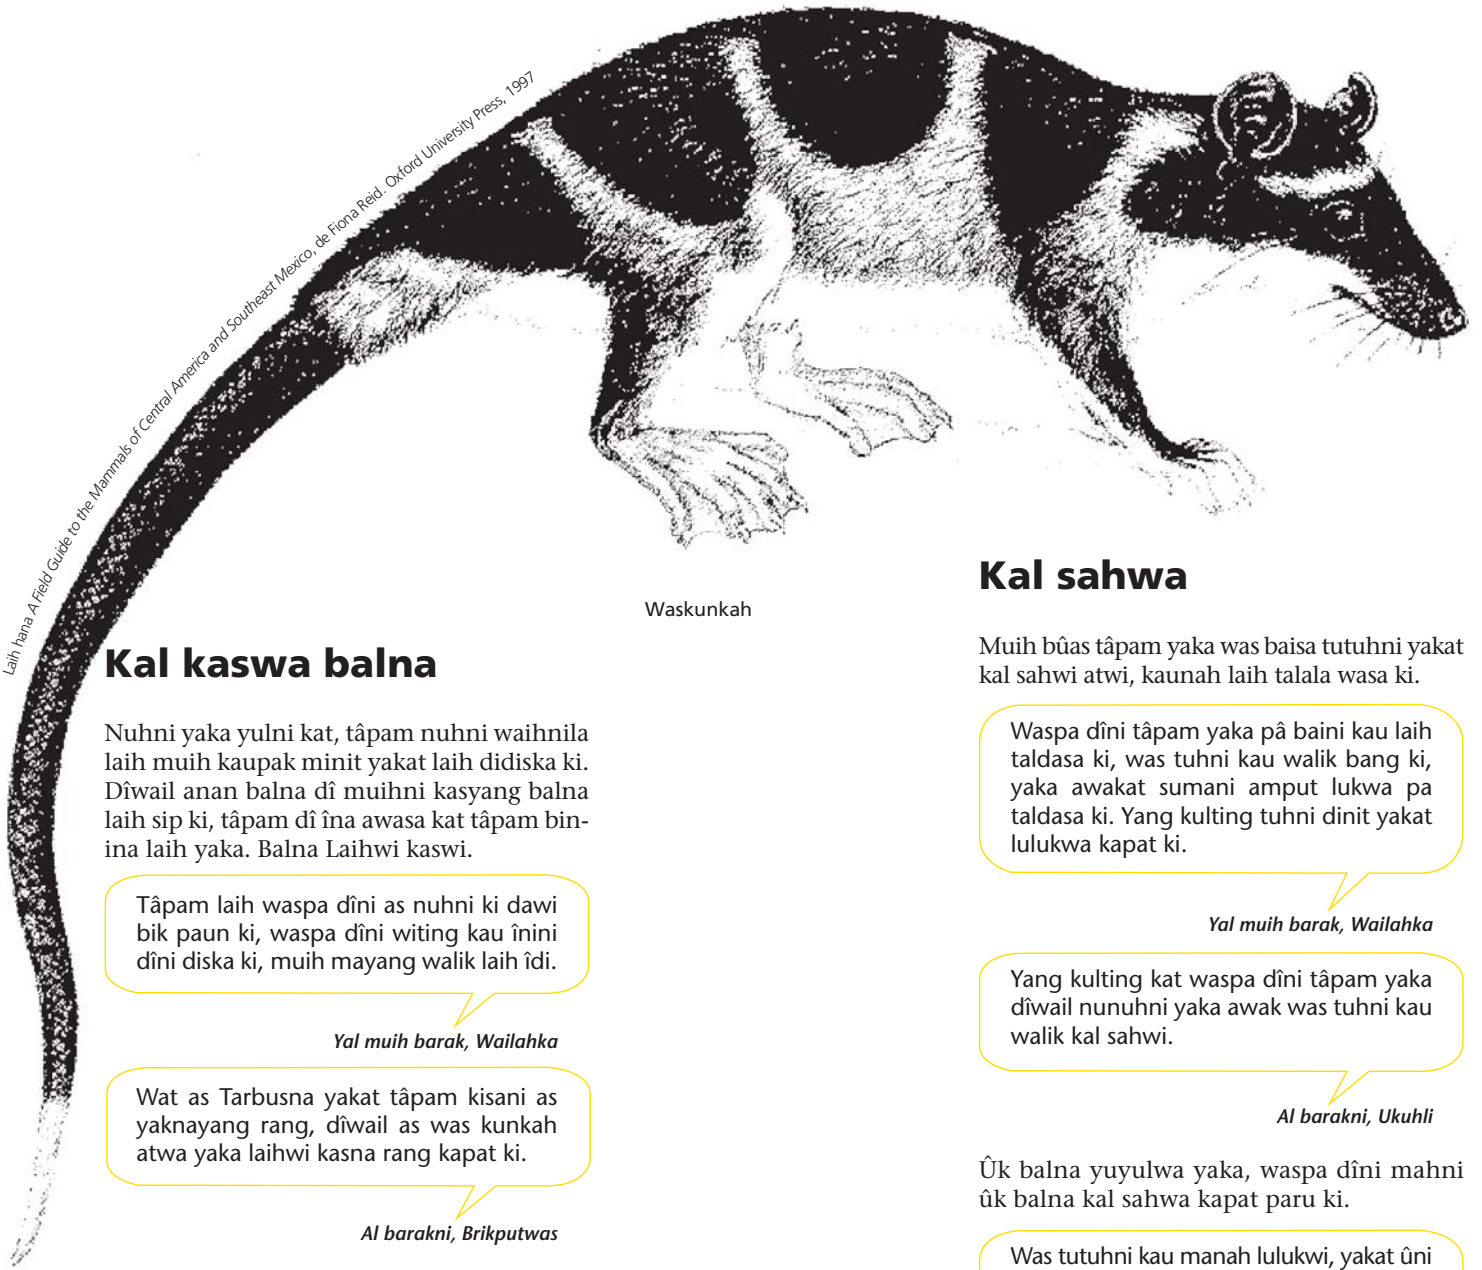 Laih hana A Field Guide to the Mammals of Central America and Southeast Mexico, de Fiona Reid. Oxford University Press, 1997
Waskunkah
Kal kaswa balna
Nuhni yaka yulni kat, tâpam nuhni waihnila
laih muih kaupak minit yakat laih didiska ki.
Dîwail anan balna dî muihni kasyang balna
laih sip ki, tâpam dî îna awasa kat tâpam bin-
ina laih yaka. Balna Laihwi kaswi.
Tâpam laih waspa dîni as nuhni ki dawi
bik paun ki, waspa dîni witing kau înini
dîni diska ki, muih mayang walik laih îdi.
Yal muih barak, Wailahka
Wat as Tarbusna yakat tâpam kisani as
yaknayang rang, dîwail as was kunkah
atwa yaka laihwi kasna rang kapat ki.
Al barakni, Brikputwas
Kal sahwa
Muih bûas tâpam yaka was baisa tutuhni yakat
kal sahwi atwi, kaunah laih talala wasa ki.
Waspa dîni tâpam yaka pâ baini kau laih
taldasa ki, was tuhni kau walik bang ki,
yaka awakat sumani amput lukwa pa
taldasa ki. Yang kulting tuhni dinit yakat
lulukwa kapat ki.
Yal muih barak, Wailahka
Yang kulting kat waspa dîni tâpam yaka
dîwail nunuhni yaka awak was tuhni kau
walik kal sahwi.
Al barakni, Ukuhli
Ûk balna yuyulwa yaka, waspa dîni mahni
ûk balna kal sahwa kapat paru ki.
Was tutuhni kau manah lulukwi, yakat ûni